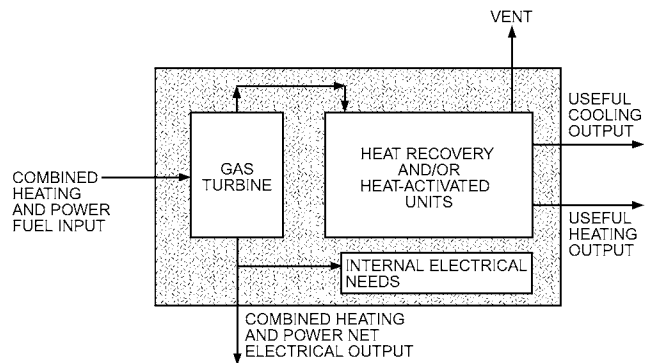 VENT
USEFUL
COOLING
OUTPUT
GAS
TURBINE
HEAT RECOVERY
AND/OR
HEAT-ACTIVATED
UNITS
COMBINED
HEATING
AND POWER
FUEL INPUT
USEFUL
HEATING
OUTPUT
INTERNAL ELECTRICAL
NEEDS
COMBINED HEATING
AND POWER NET
ELECTRICAL OUTPUT